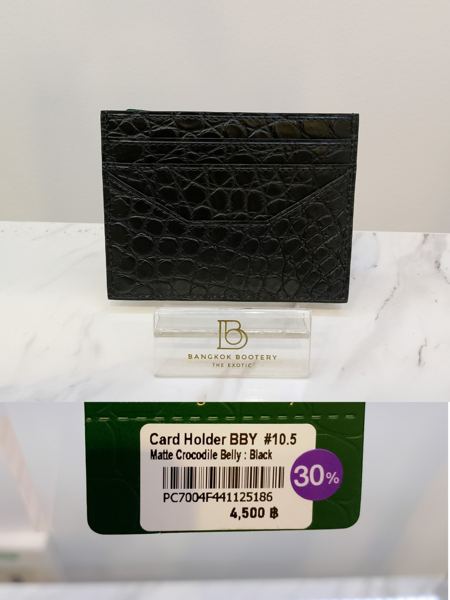 B
BANGKOK BOOTERY
THE EXOTIC
Card Holder BBY #10.5
Matte Crocodile Belly : Black
30%
PC7004F441125186
4,500 ฿